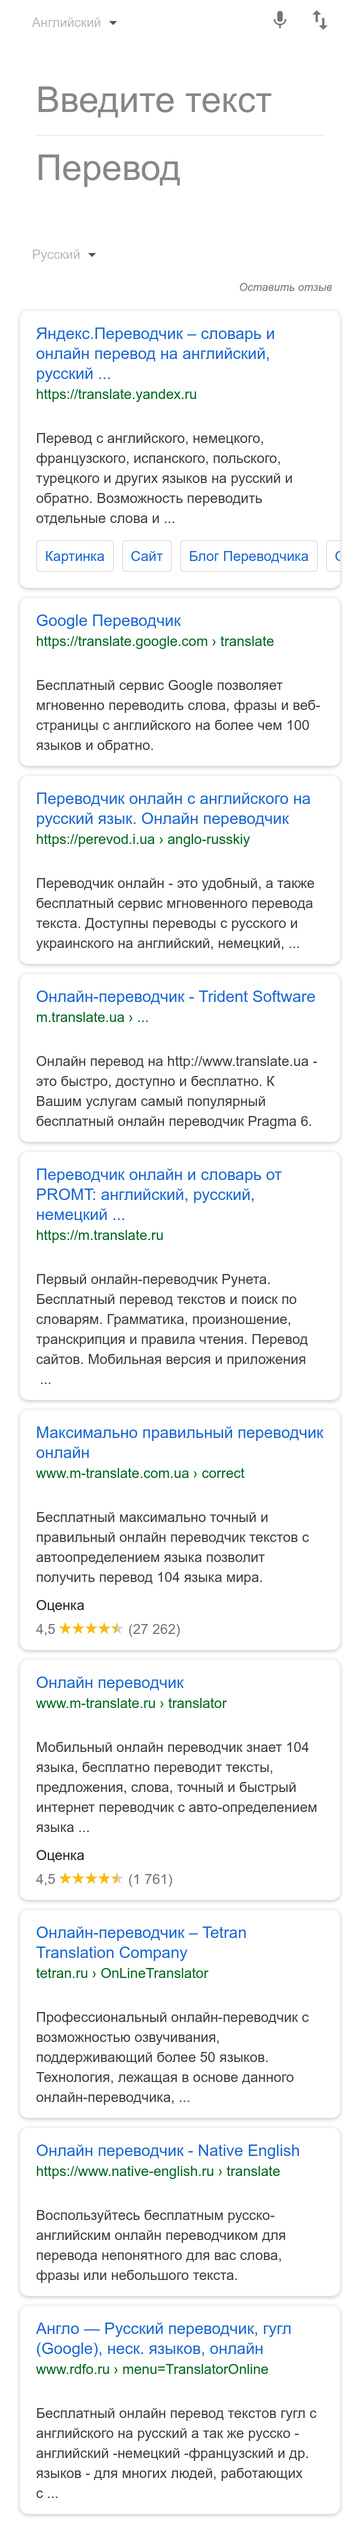 Английский
Введите текст
Перевод
Русский
Оставить отзыв
Яндекс.Переводчик – словарь и
онлайн перевод на английский,
русский ...
https://translate.yandex.ru
Перевод с английского, немецкого,
французского, испанского, польского,
турецкого и других языков на русский и
обратно. Возможность переводить
отдельные слова и ...
Картинка Сайт Блог Переводчика
Google Переводчик
https://translate.google.com › translate
Бесплатный сервис Google позволяет
мгновенно переводить слова, фразы и веб-
страницы с английского на более чем 100
языков и обратно.
Переводчик онлайн с английского на
русский язык. Онлайн переводчик
https://perevod.i.ua › anglo-russkiy
Переводчик онлайн - это удобный, а также
бесплатный сервис мгновенного перевода
текста. Доступны переводы с русского и
украинского на английский, немецкий, ...
Онлайн-переводчик - Trident Software
m.translate.ua › ...
Онлайн перевод на http://www.translate.ua -
это быстро, доступно и бесплатно. К
Вашим услугам самый популярный
бесплатный онлайн переводчик Pragma 6.
Переводчик онлайн и словарь от
PROMT: английский, русский,
немецкий ...
https://m.translate.ru
Первый онлайн-переводчик Рунета.
Бесплатный перевод текстов и поиск по
словарям. Грамматика, произношение,
транскрипция и правила чтения. Перевод
сайтов. Мобильная версия и приложения
...
Максимально правильный переводчик
онлайн
www.m-translate.com.ua › correct
Бесплатный максимально точный и
правильный онлайн переводчик текстов с
автоопределением языка позволит
получить перевод 104 языка мира.
Оценка
4,5 ★★★★★ (27 262)
Онлайн переводчик
www.m-translate.ru › translator
Мобильный онлайн переводчик знает 104
языка, бесплатно переводит тексты,
предложения, слова, точный и быстрый
интернет переводчик с авто-определением
языка ...
Оценка
4,5 ★★★★★ (1 761)
Онлайн-переводчик – Tetran
Translation Company
tetran.ru › OnLineTranslator
Профессиональный онлайн-переводчик с
возможностью озвучивания,
поддерживающий более 50 языков.
Технология, лежащая в основе данного
онлайн-переводчика, ...
Онлайн переводчик - Native English
https://www.native-english.ru › translate
Воспользуйтесь бесплатным русско-
английским онлайн переводчиком для
перевода непонятного для вас слова,
фразы или небольшого текста.
Англо — Русский переводчик, гугл
(Google), неск. языков, онлайн
www.rdfo.ru › menu=TranslatorOnline
Бесплатный онлайн перевод текстов гугл с
английского на русский а так же русско -
английский -немецкий -французский и др.
языков - для многих людей, работающих
с ...